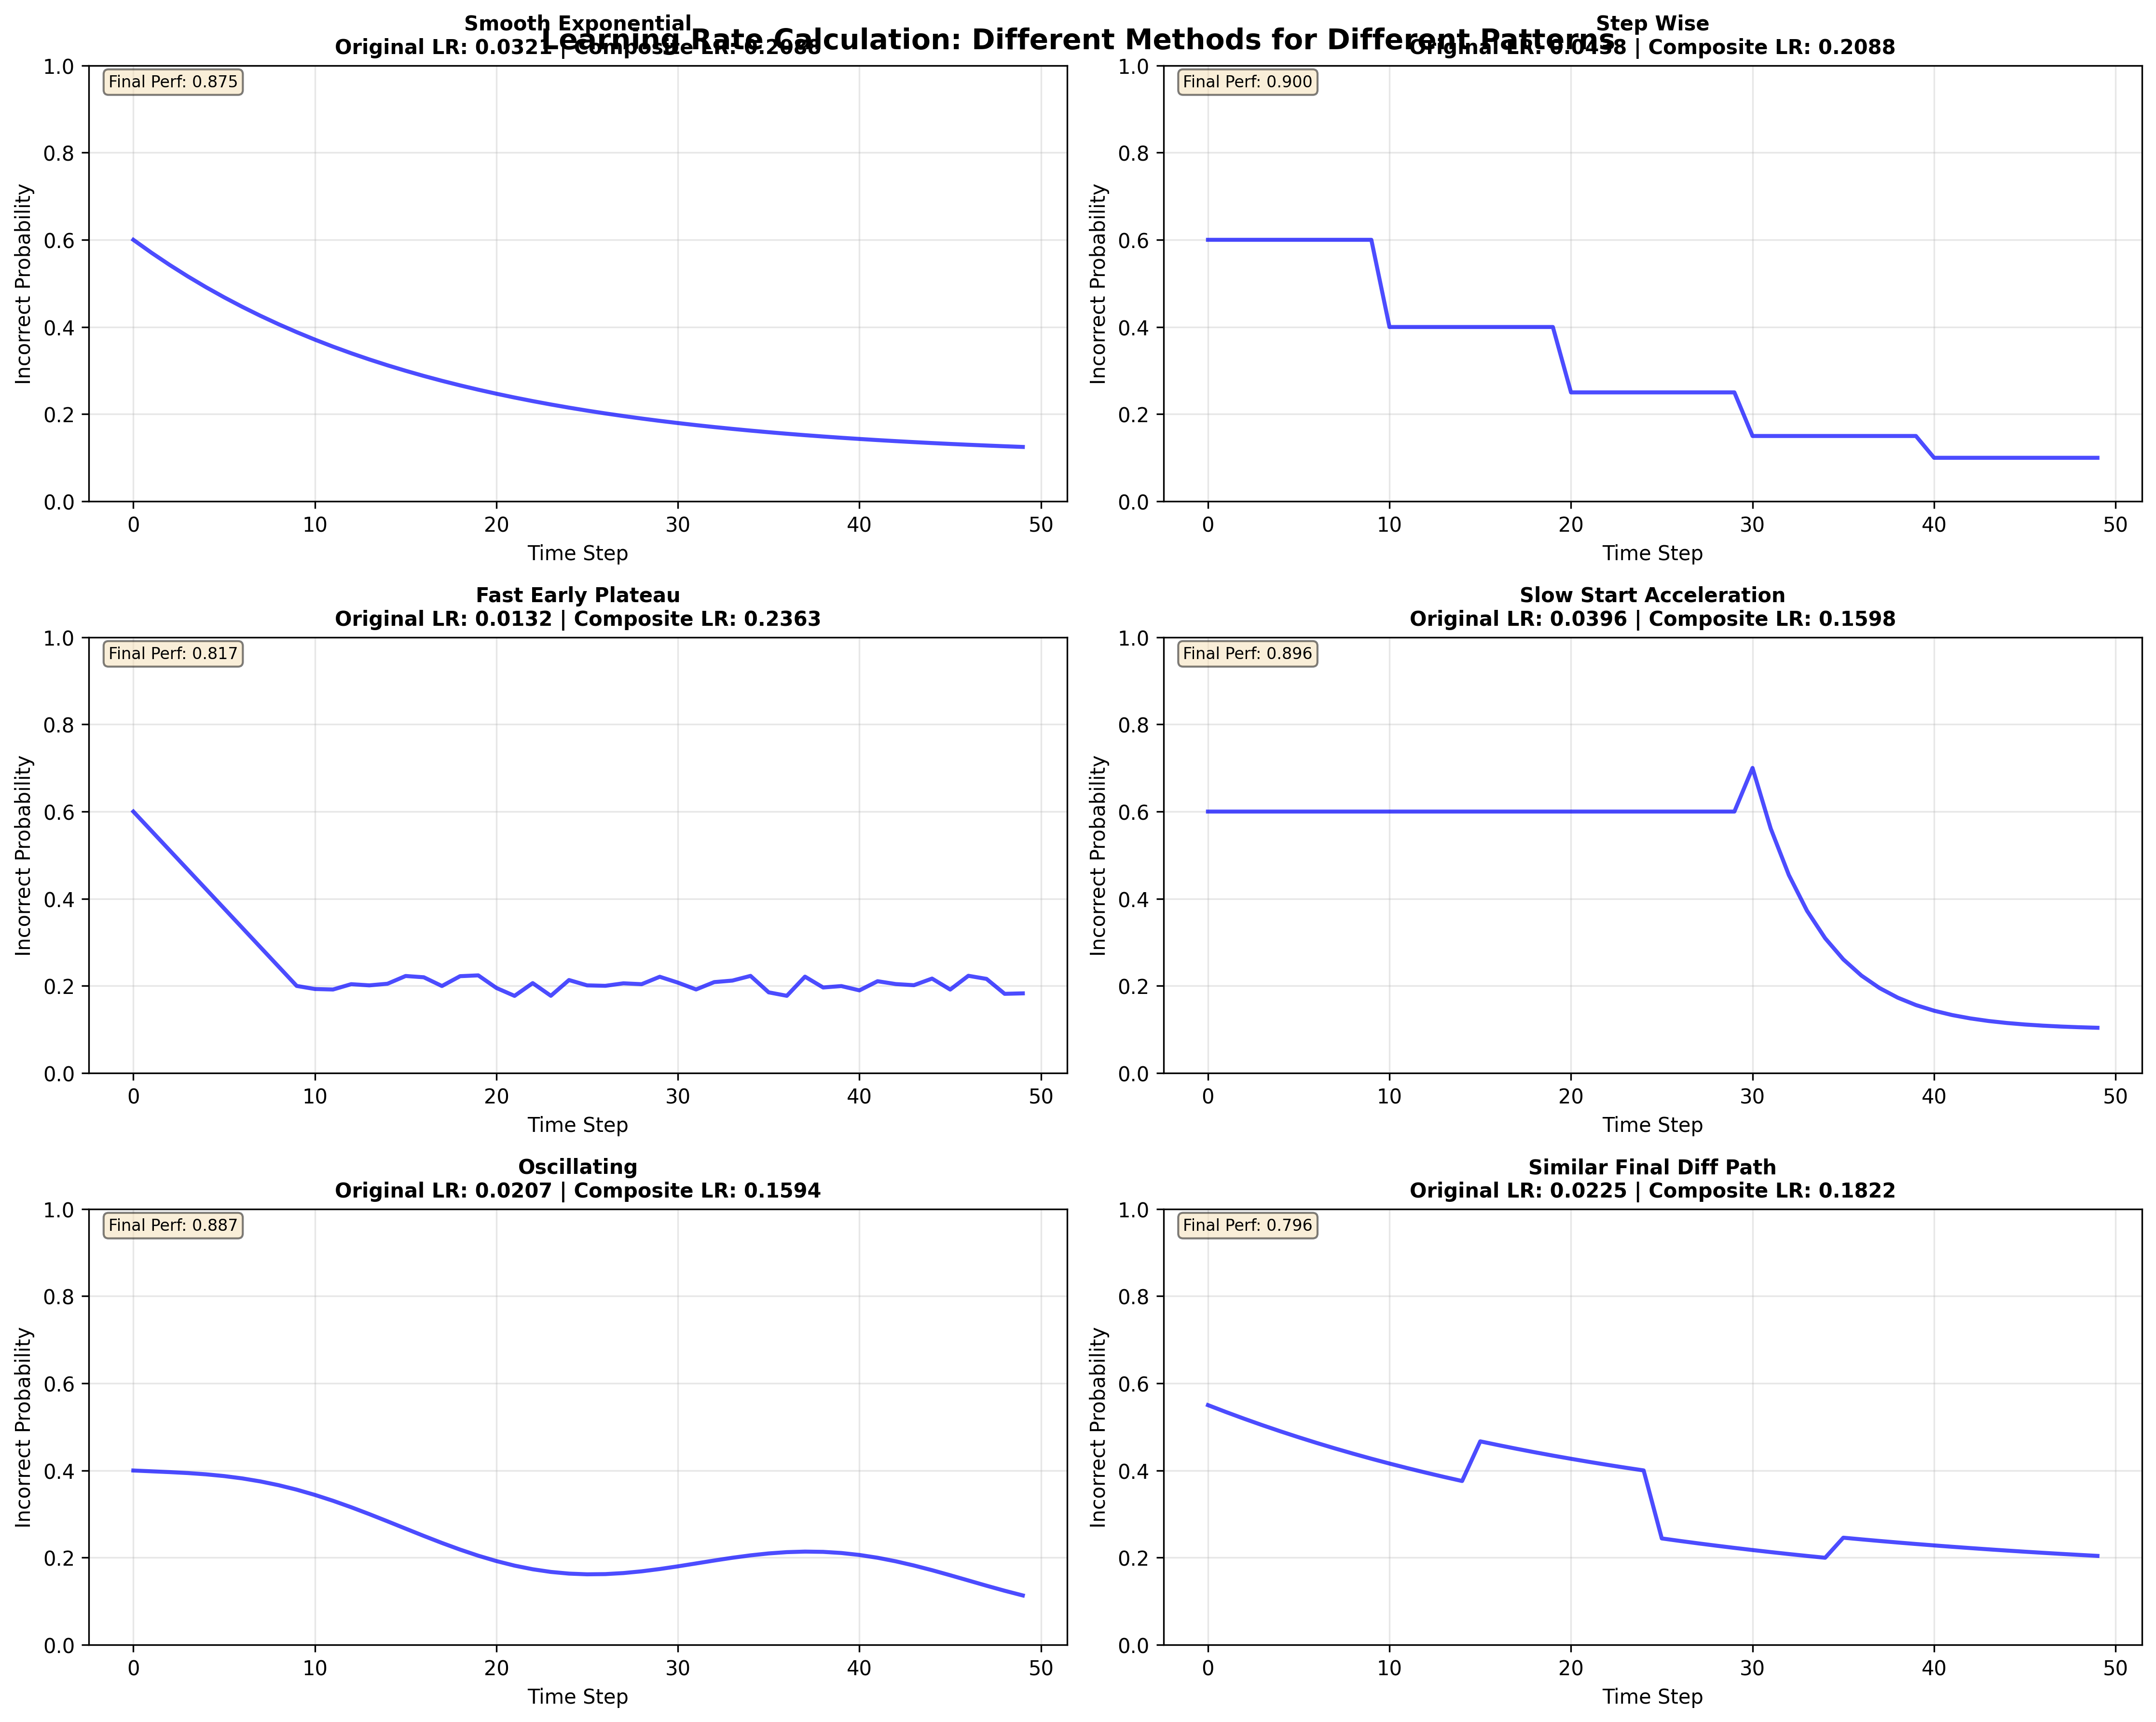 Learning Rate Calculation: Different Methods for Different Patterns
Smooth Exponential
Original LR: 0.0321 | Composite LR: 0.2088
Final Perf: 0.875
1.0
0.8
0.6
0.4
0.2
0.0
Incorrect Probability
0 10 20 30 40 50
Time Step
Step Wise
Original LR: 0.0438 | Composite LR: 0.2088
Final Perf: 0.900
1.0
0.8
0.6
0.4
0.2
0.0
Incorrect Probability
0 10 20 30 40 50
Time Step
Fast Early Plateau
Original LR: 0.0132 | Composite LR: 0.2363
Final Perf: 0.817
1.0
0.8
0.6
0.4
0.2
0.0
Incorrect Probability
0 10 20 30 40 50
Time Step
Slow Start Acceleration
Original LR: 0.0396 | Composite LR: 0.1598
Final Perf: 0.896
1.0
0.8
0.6
0.4
0.2
0.0
Incorrect Probability
0 10 20 30 40 50
Time Step
Oscillating
Original LR: 0.0207 | Composite LR: 0.1594
Final Perf: 0.887
1.0
0.8
0.6
0.4
0.2
0.0
Incorrect Probability
0 10 20 30 40 50
Time Step
Similar Final Diff Path
Original LR: 0.0225 | Composite LR: 0.1822
Final Perf: 0.796
1.0
0.8
0.6
0.4
0.2
0.0
Incorrect Probability
0 10 20 30 40 50
Time Step